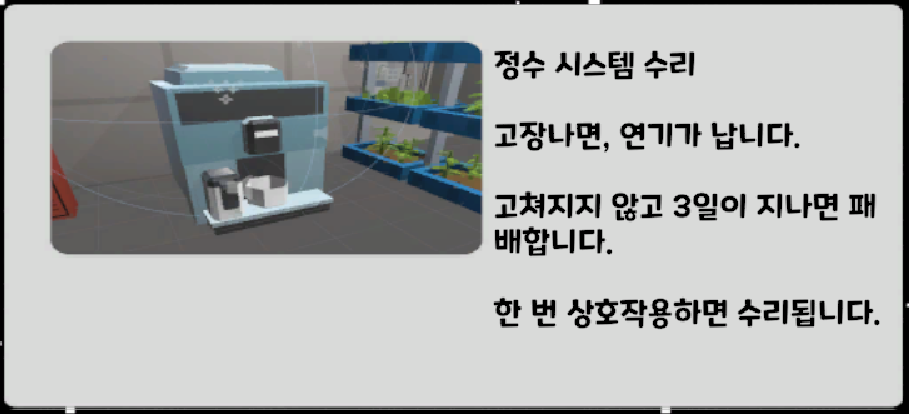 정수 시스템 수리
고장나면, 연기가 납니다.
고쳐지지 않고 3일이 지나면 패
배합니다.
한 번 상호작용하면 수리됩니다.